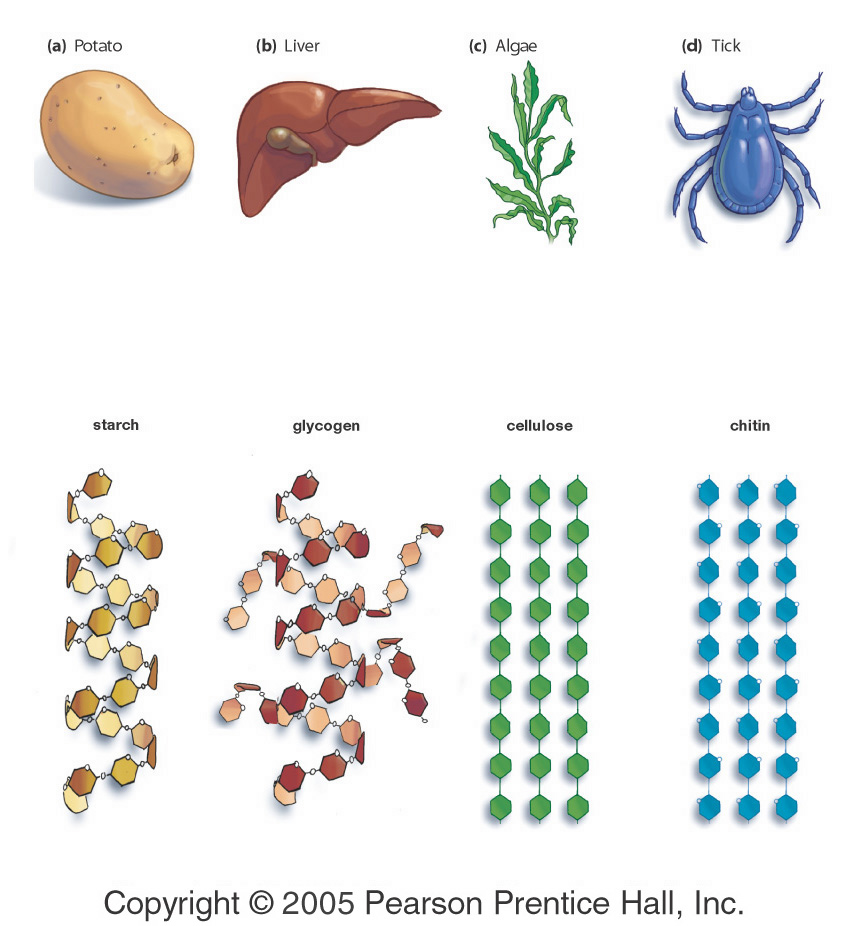 (a) Potato
(b) Liver
(c) Algae
(d) Tick
starch
glycogen
cellulose
chitin
Copyright © 2005 Pearson Prentice Hall, Inc.